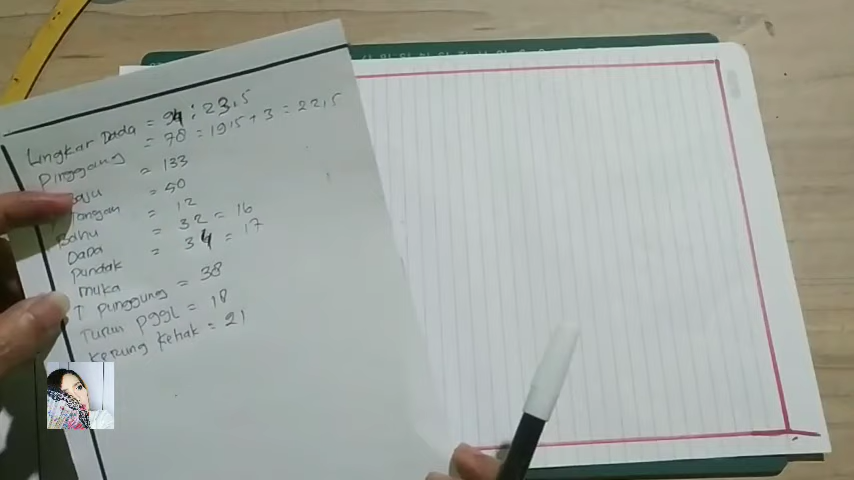 Lingkar Dada = 94 : 23,5
Pinggang = 78 = 19,5 + 3 = 22,5
Baju = 133
Tangan = 50
Bahu = 12
Dada = 32 = 16
Pundak = 34 = 17
Muka
T Punggung = 38
Turun Pggl = 18
Kerung Ketiak = 21